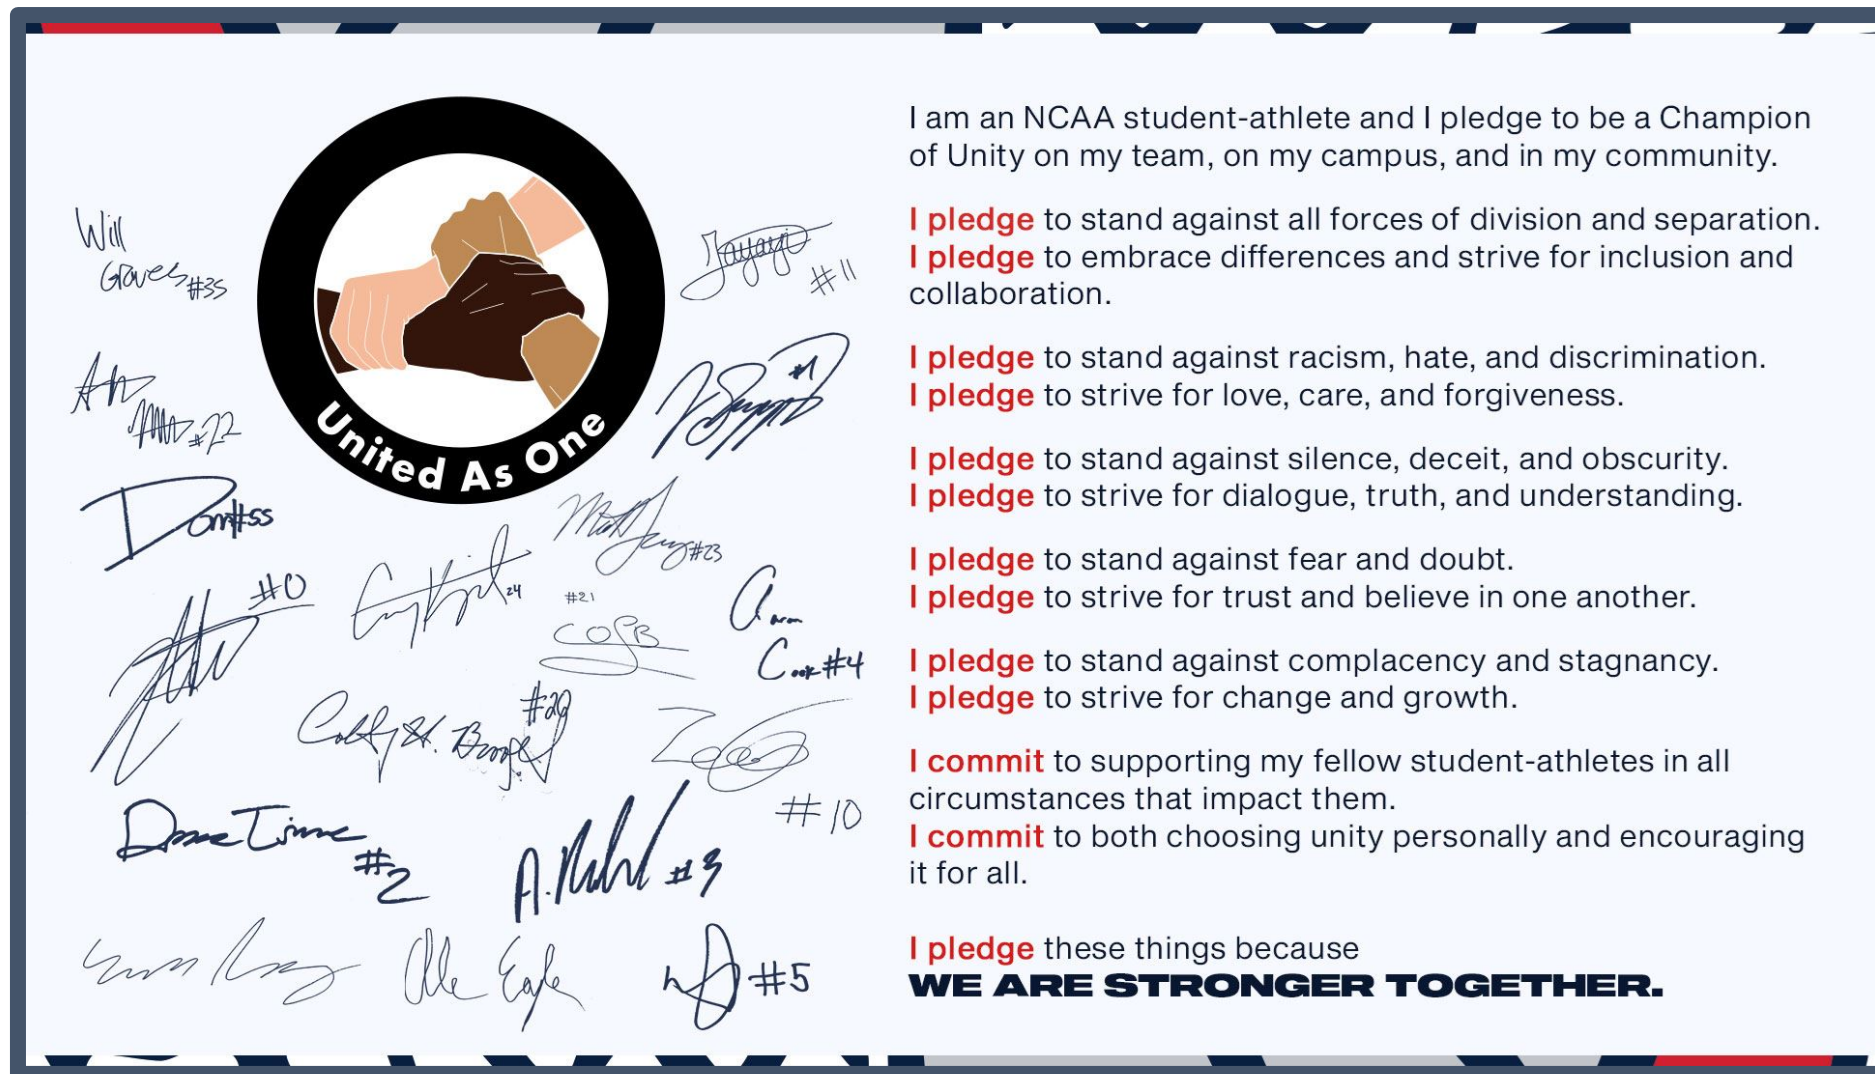 Will
Graves #35
#11
#1
#22
#55
#0
24
#23
#21
Aaron
Cook #4
#20
#10
#2
A.
#3
#5
United As One
I am an NCAA student-athlete and I pledge to be a Champion
of Unity on my team, on my campus, and in my community.
I pledge to stand against all forces of division and separation.
I pledge to embrace differences and strive for inclusion and
collaboration.
I pledge to stand against racism, hate, and discrimination.
I pledge to strive for love, care, and forgiveness.
I pledge to stand against silence, deceit, and obscurity.
I pledge to strive for dialogue, truth, and understanding.
I pledge to stand against fear and doubt.
I pledge to strive for trust and believe in one another.
I pledge to stand against complacency and stagnancy.
I pledge to strive for change and growth.
I commit to supporting my fellow student-athletes in all
circumstances that impact them.
I commit to both choosing unity personally and encouraging
it for all.
I pledge these things because
WE ARE STRONGER TOGETHER.